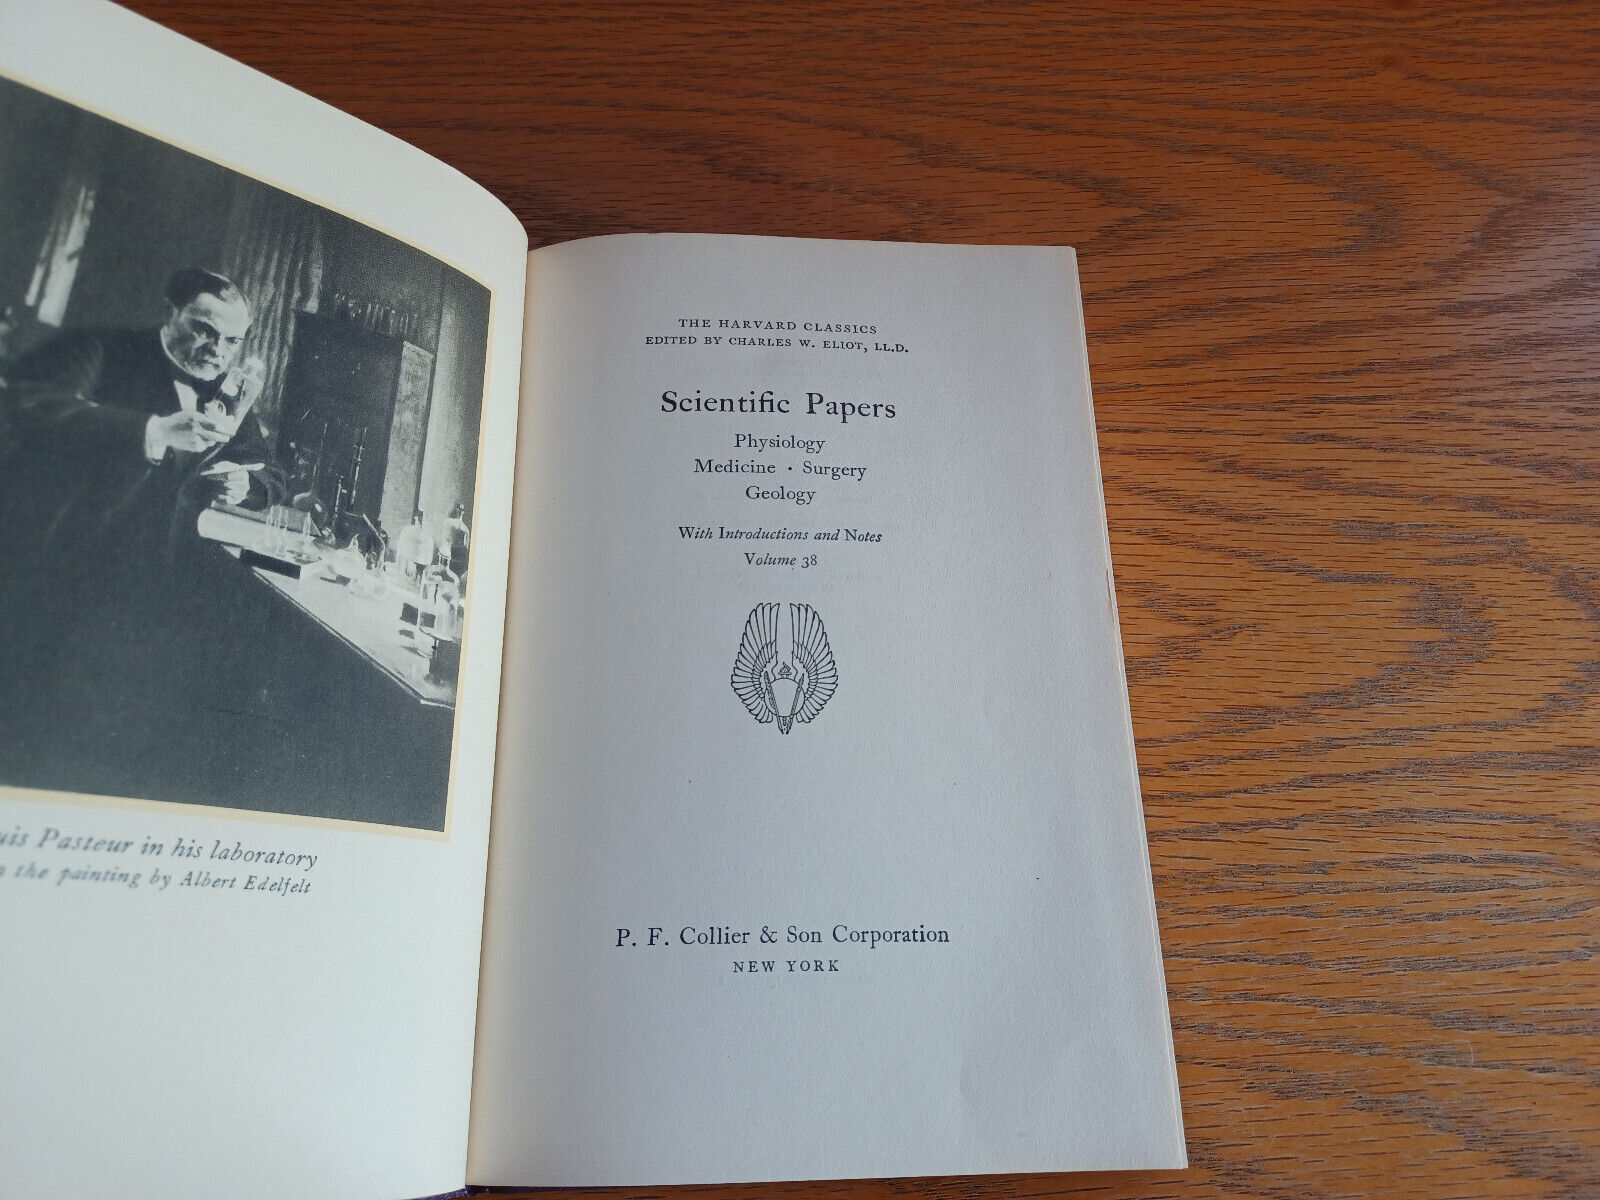 uis Pasteur in his laboratory
the painting by Albert Edelfelt
THE HARVARD CLASSICS
EDITED BY CHARLES W. ELIOT, LL.D.
Scientific Papers
Physiology
Medicine · Surgery
Geology
With Introductions and Notes
Volume 38
P. F. Collier & Son Corporation
NEW YORK